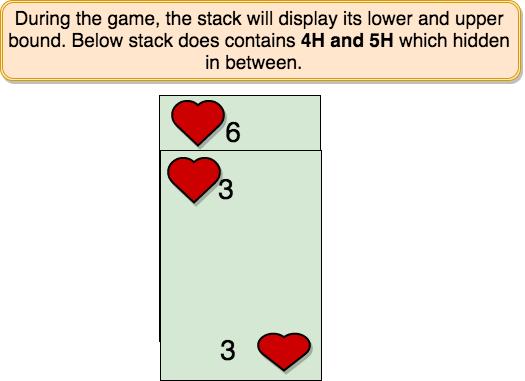 During the game, the stack will display its lower and upper
bound. Below stack does contains 4H and 5H which hidden
in between.
6
3
3